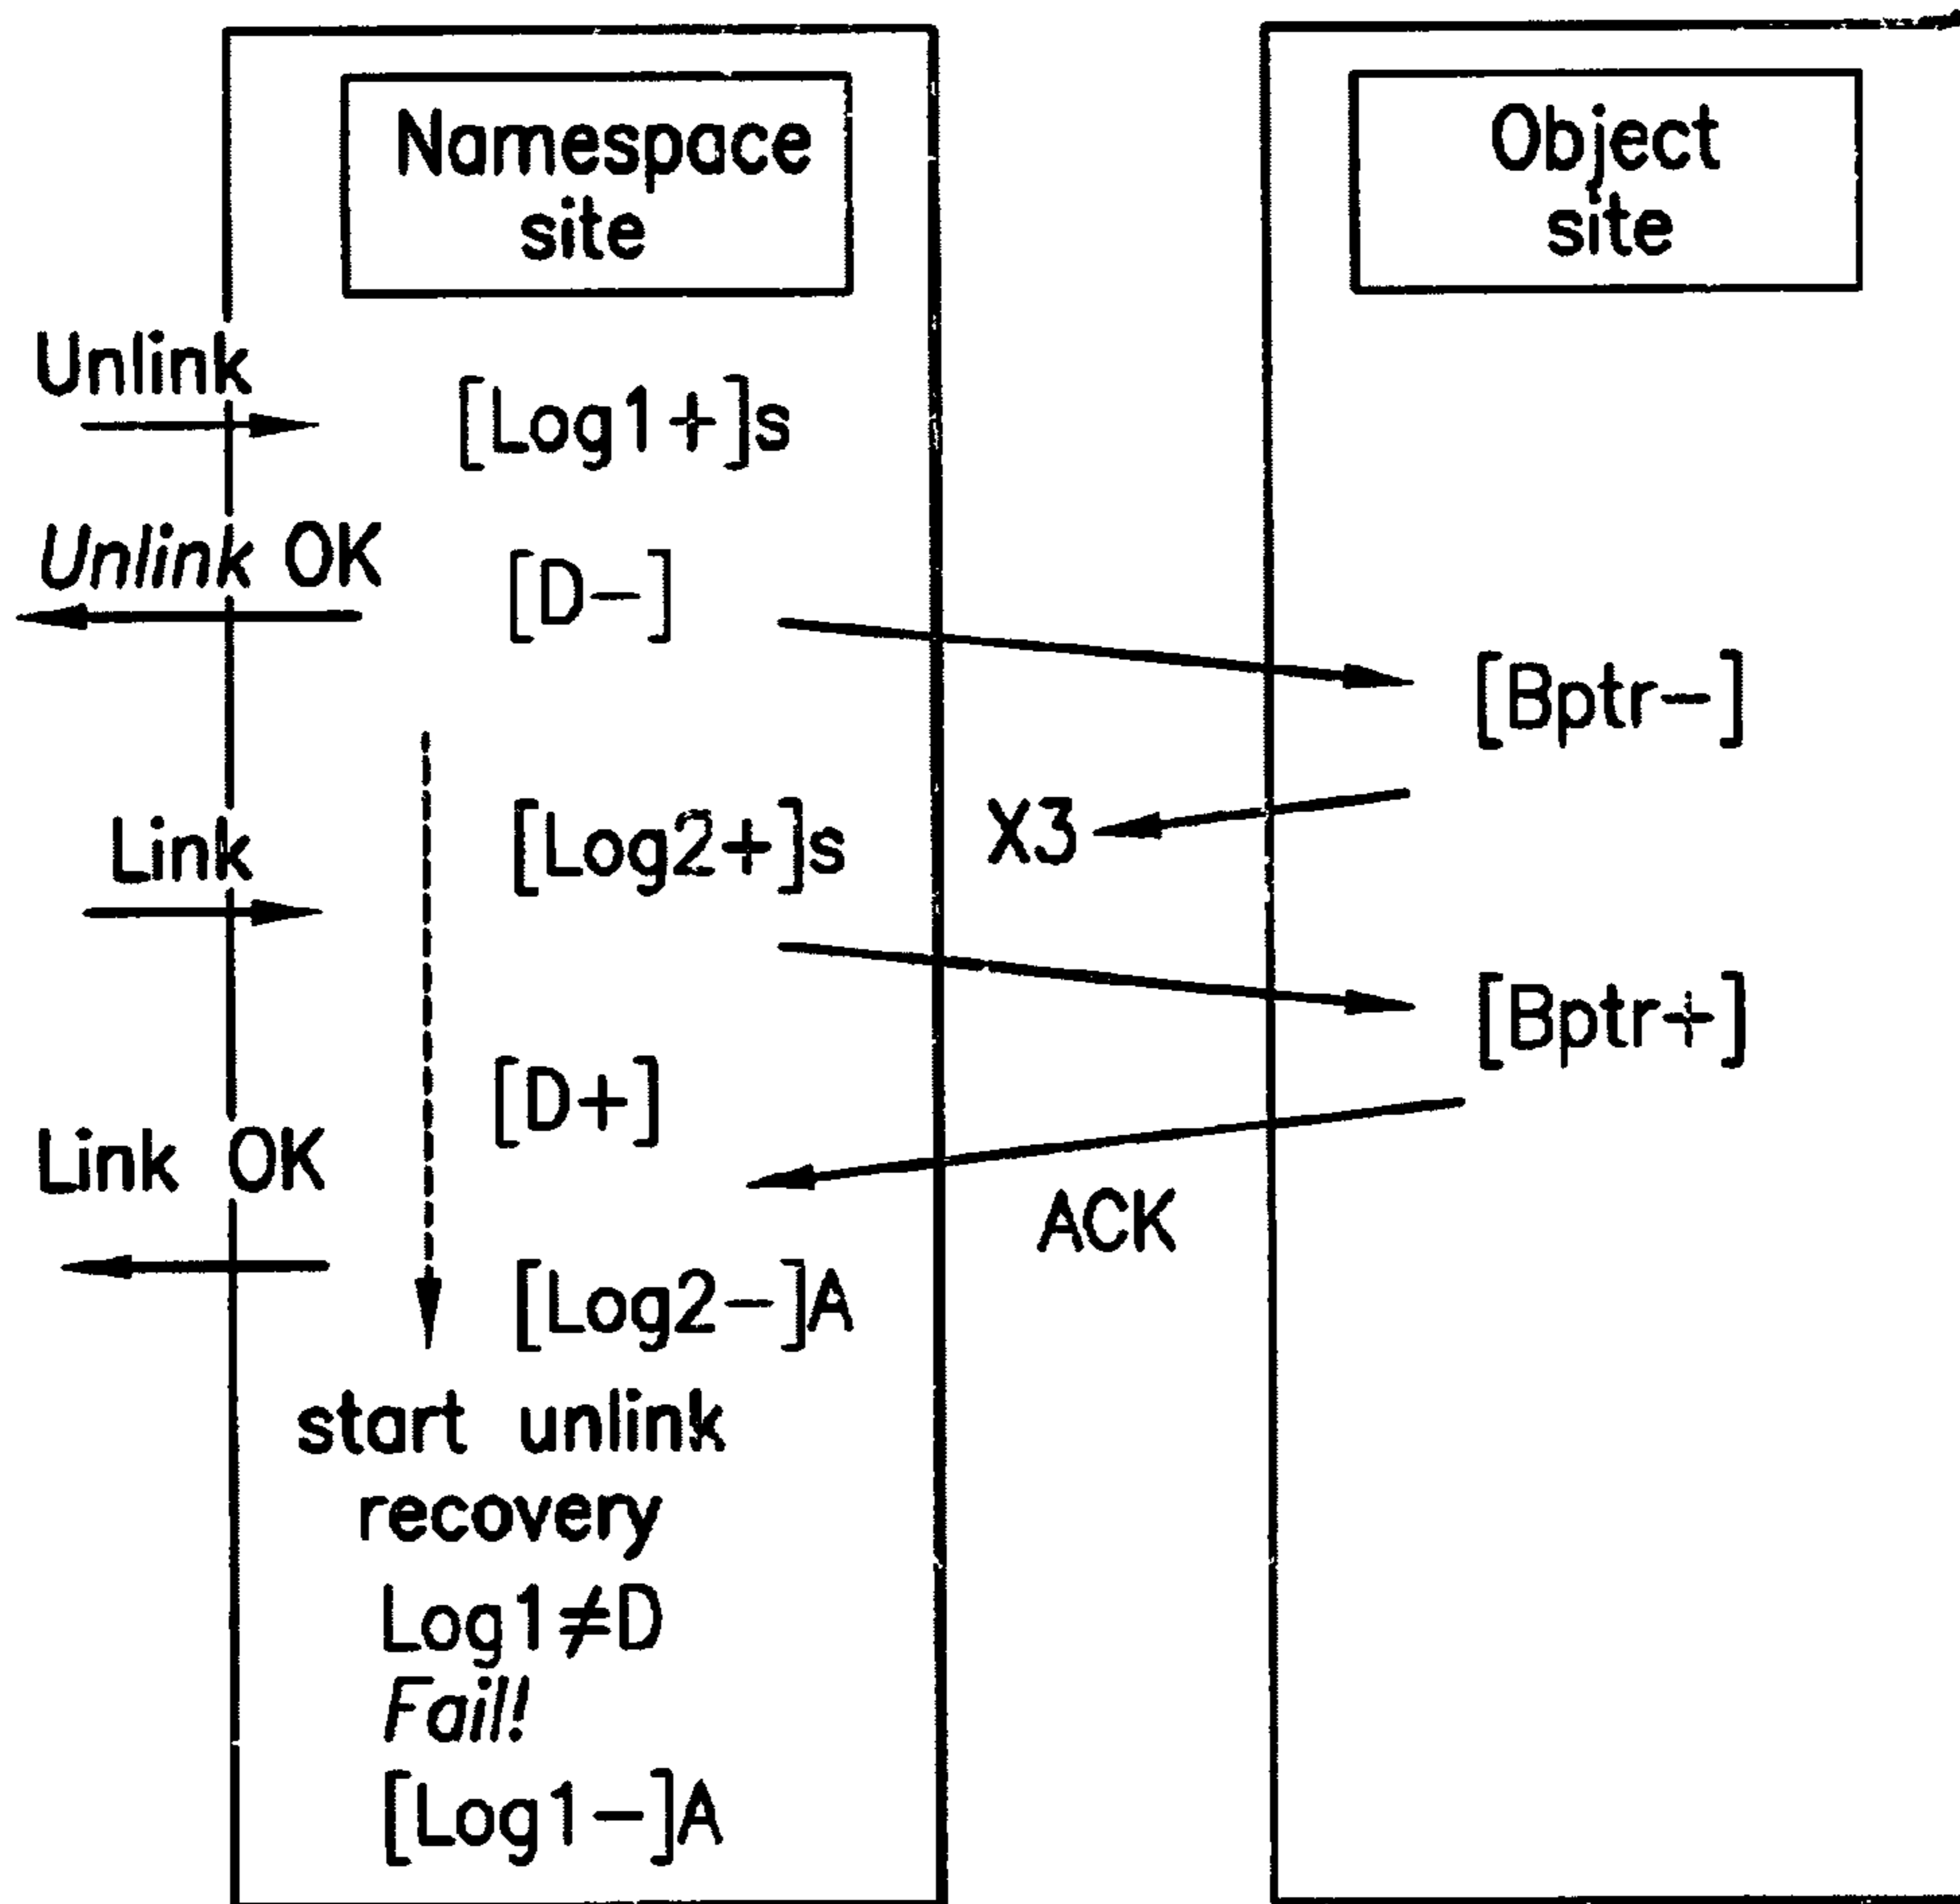 Namespace
site
Object
site
Unlink
[Log1+]s
Unlink OK
[D-]
[Bptr-]
Link
[Log2+]s
X3
[Bptr+]
[D+]
Link OK
ACK
[Log2-]A
start unlink
recovery
Log1≠D
Fail!
[Log1-]A